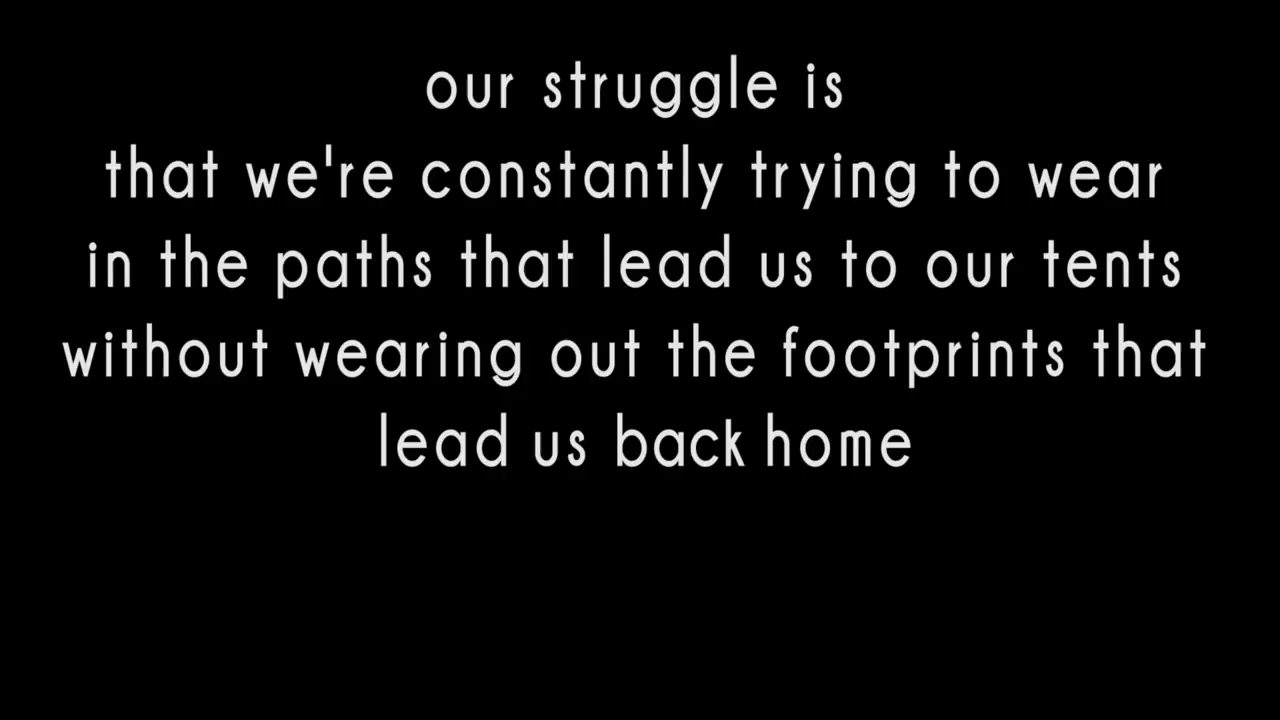 our struggle is
that we're constantly trying to wear
in the paths that lead us to our tents
without wearing out the footprints that
lead us back home